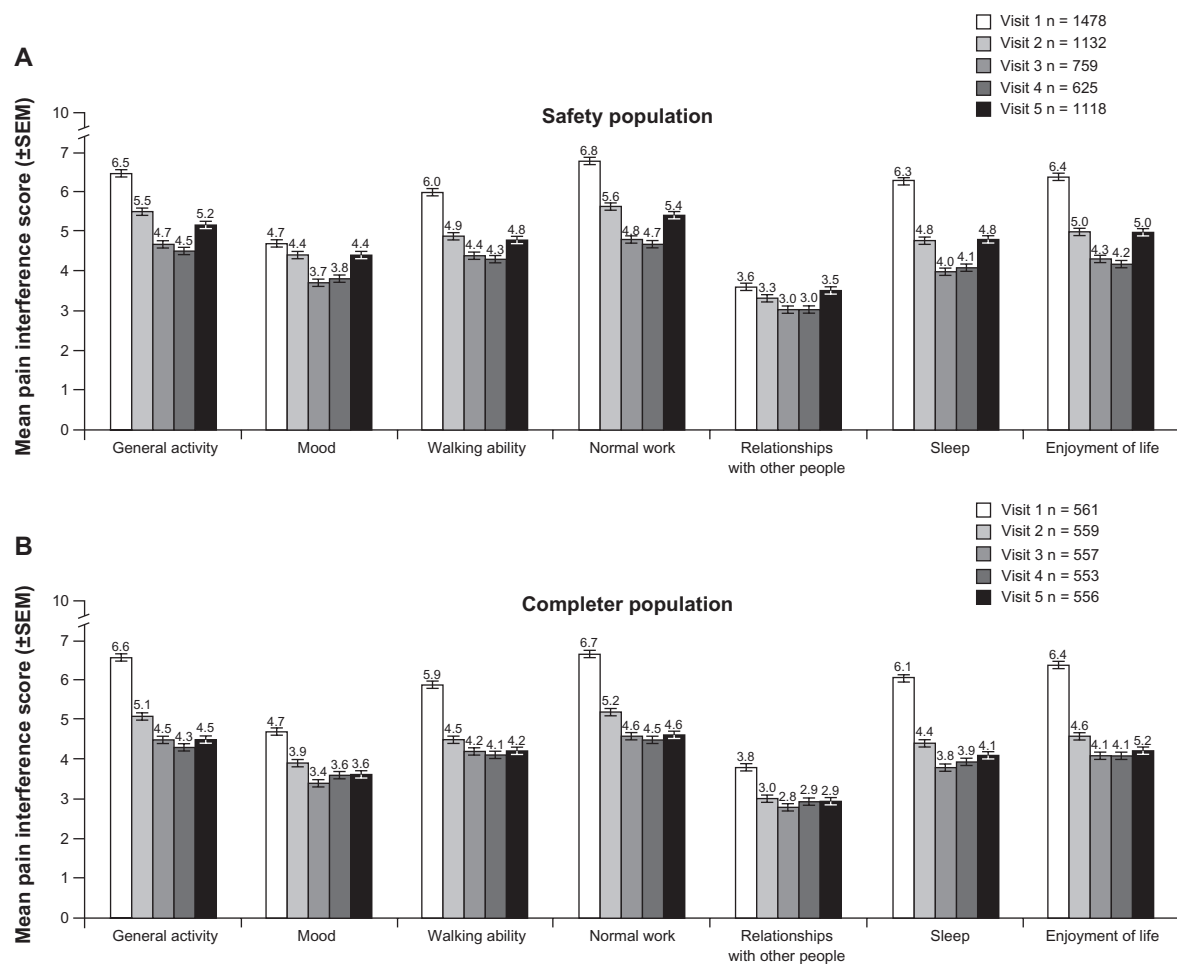 A
Visit 1 n = 1478
Visit 2 n = 1132
Visit 3 n = 759
Visit 4 n = 625
Visit 5 n = 1118
Safety population
Mean pain interference score (±SEM)
10
7
6
5
4
3
2
1
0
6.5 5.5 4.7 4.5 5.2
4.7 4.4 3.7 3.8 4.4
6.0 4.9 4.4 4.3 4.8
6.8 5.6 4.8 4.7 5.4
3.6 3.3 3.0 3.0 3.5
6.3 4.8 4.0 4.1 4.8
6.4 5.0 4.3 4.2 5.0
General activity
Mood
Walking ability
Normal work
Relationships
with other people
Sleep
Enjoyment of life
B
Visit 1 n = 561
Visit 2 n = 559
Visit 3 n = 557
Visit 4 n = 553
Visit 5 n = 556
Completer population
Mean pain interference score (±SEM)
10
7
6
5
4
3
2
1
0
6.6 5.1 4.5 4.3 4.5
4.7 3.9 3.4 3.6 3.6
5.9 4.5 4.2 4.1 4.2
6.7 5.2 4.6 4.5 4.6
3.8 3.0 2.8 2.9 2.9
6.1 4.4 3.8 3.9 4.1
6.4 4.6 4.1 4.1 5.2
General activity
Mood
Walking ability
Normal work
Relationships
with other people
Sleep
Enjoyment of life